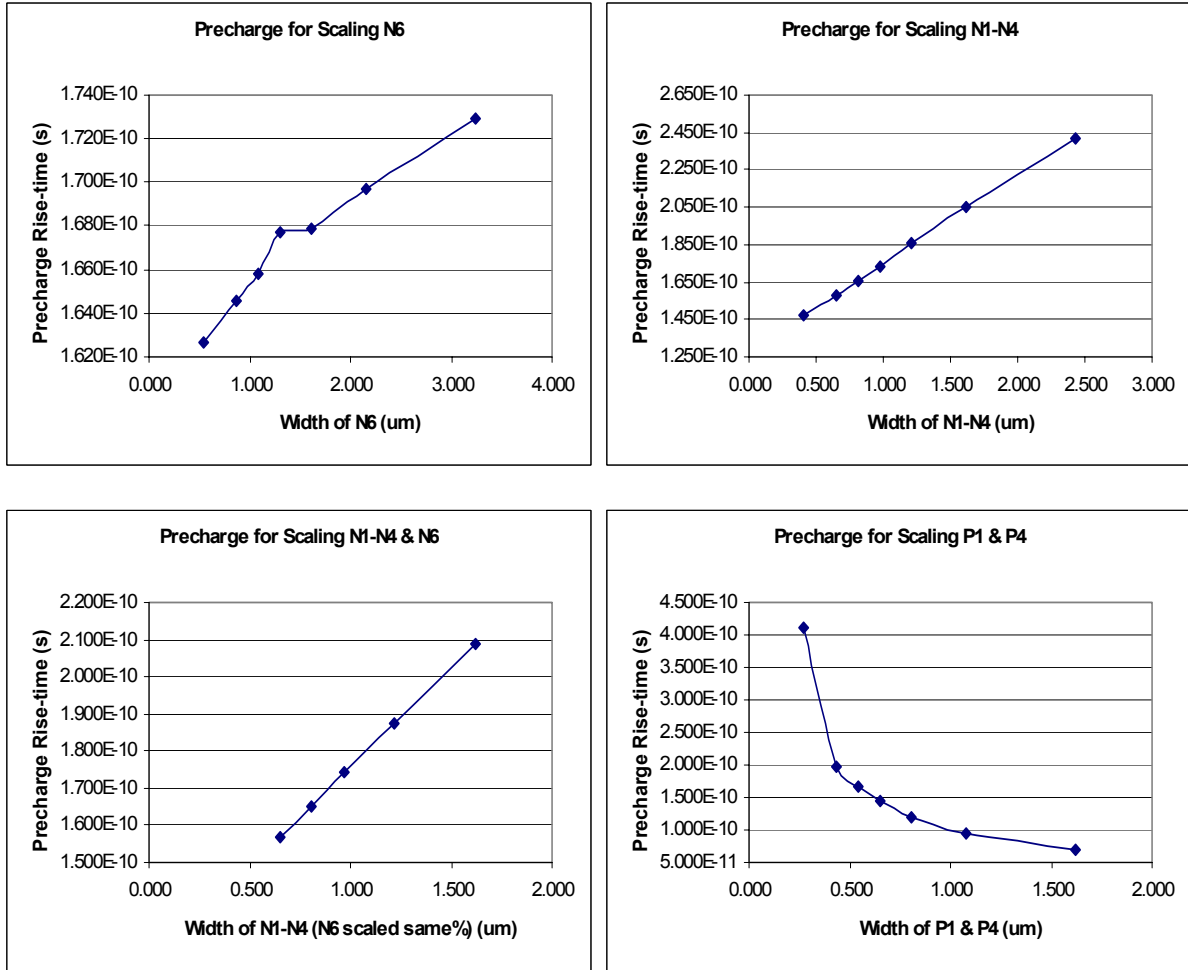 Precharge for Scaling N6
Precharge Rise-time (s)
1.740E-10
1.720E-10
1.700E-10
1.680E-10
1.660E-10
1.640E-10
1.620E-10
0.000 1.000 2.000 3.000 4.000
Width of N6 (um)
Precharge for Scaling N1-N4
Precharge Rise-time (s)
2.650E-10
2.450E-10
2.250E-10
2.050E-10
1.850E-10
1.650E-10
1.450E-10
1.250E-10
0.000 0.500 1.000 1.500 2.000 2.500 3.000
Width of N1-N4 (um)
Precharge for Scaling N1-N4 & N6
Precharge Rise-time (s)
2.200E-10
2.100E-10
2.000E-10
1.900E-10
1.800E-10
1.700E-10
1.600E-10
1.500E-10
0.000 0.500 1.000 1.500 2.000
Width of N1-N4 (N6 scaled same%) (um)
Precharge for Scaling P1 & P4
Precharge Rise-time (s)
4.500E-10
4.000E-10
3.500E-10
3.000E-10
2.500E-10
2.000E-10
1.500E-10
1.000E-10
5.000E-11
0.000 0.500 1.000 1.500 2.000
Width of P1 & P4 (um)